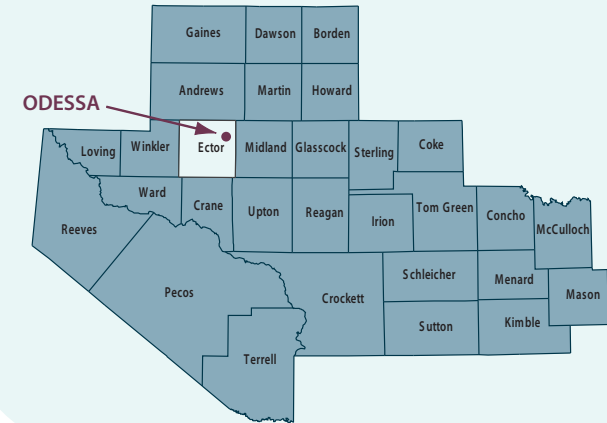 Gaines Dawson Borden
Andrews Martin Howard
ODESSA
Loving Winkler Ector Midland Glasscock Sterling Coke
Ward Crane Upton Reagan Irion Tom Green Concho McCulloch
Reeves
Pecos Crockett Schleicher Menard Mason
Sutton Kimble
Terrell